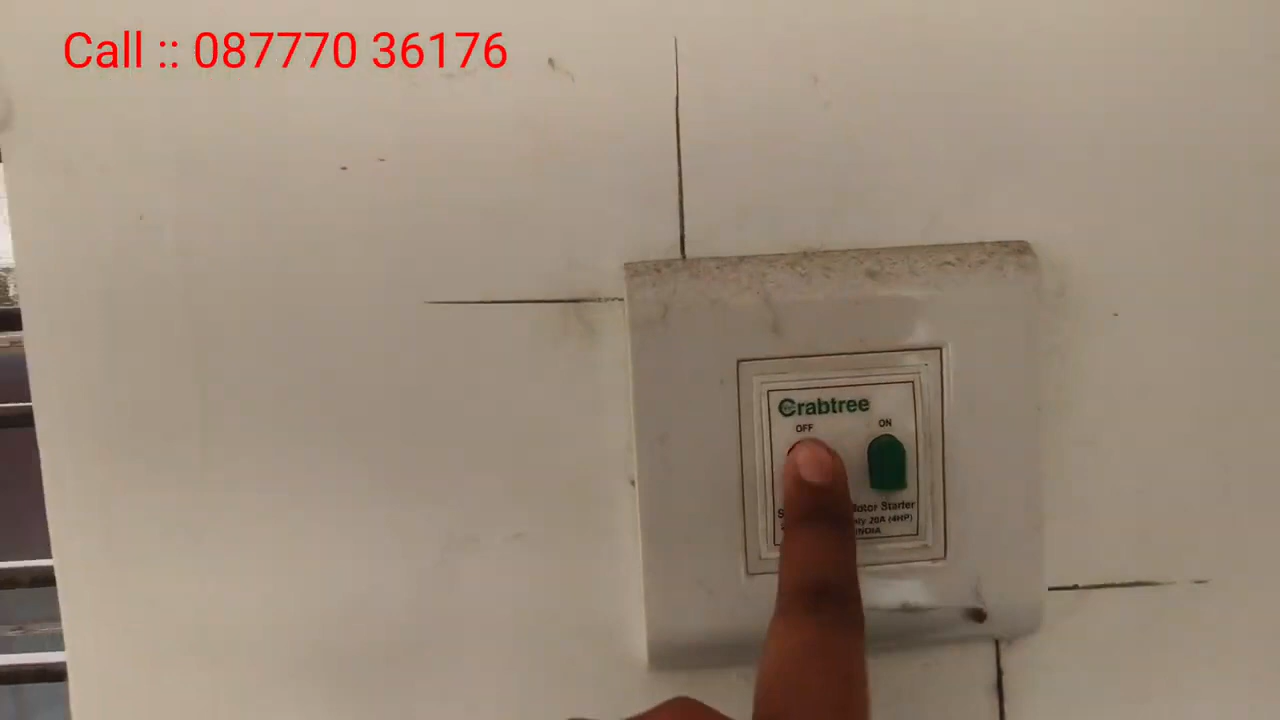 Call :: 087770 36176
Crabtree
OFF ON
Motor Starter
20A (4HP)
INDIA